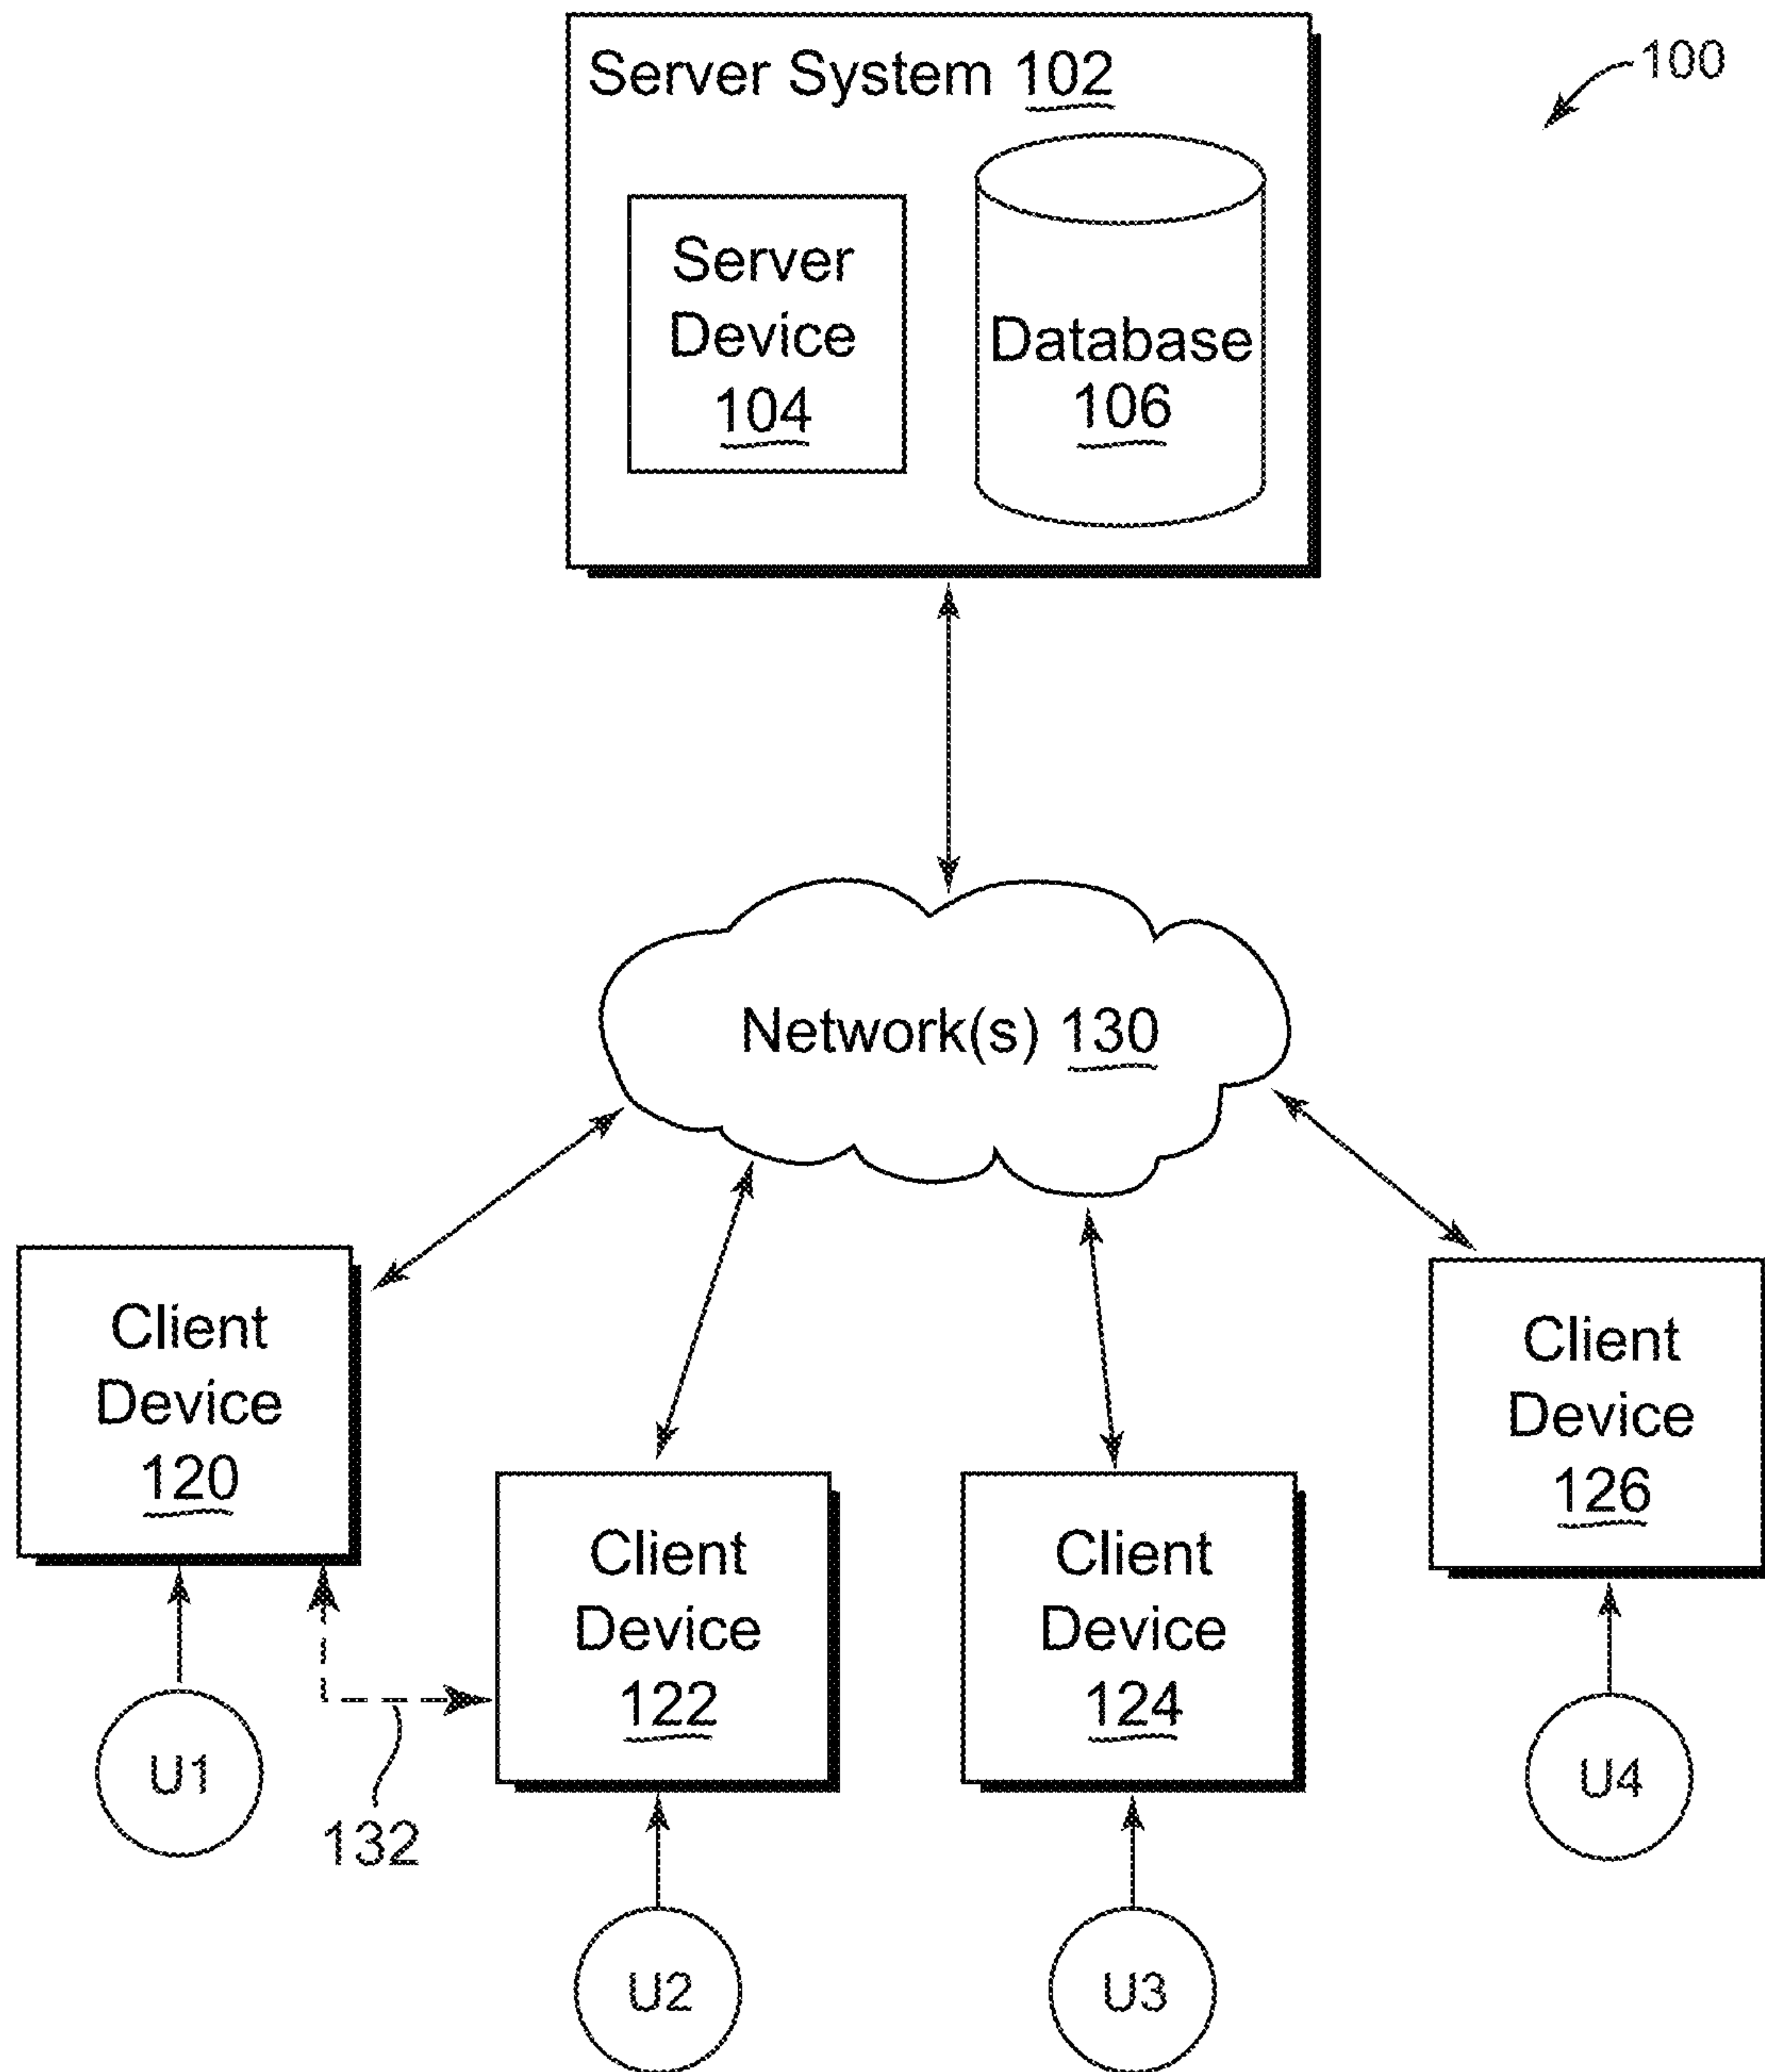 Server System 102
100
Server
Device
104
Database
106
Network(s) 130
Client
Device
120
Client
Device
122
Client
Device
124
Client
Device
126
U1
132
U2
U3
U4